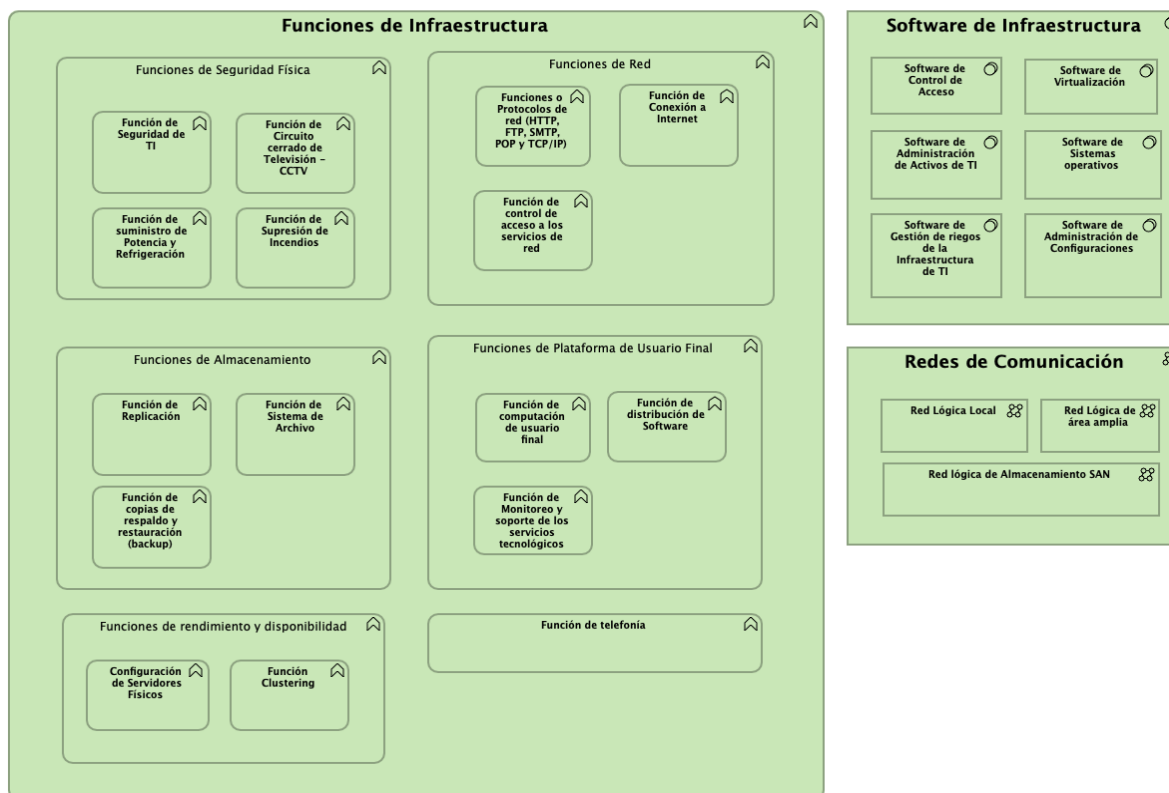 Funciones de Infraestructura
Funciones de Seguridad Física
Función de
Seguridad de
TI
Función de
Circuito
cerrado de
Televisión –
CCTV
Función de
suministro de
Potencia y
Refrigeración
Función de
Supresión de
Incendios
Funciones de Red
Funciones o
Protocolos de
red (HTTP,
FTP, SMTP,
POP y TCP/IP)
Función de
Conexión a
Internet
Función de
control de
acceso a los
servicios de
red
Funciones de Almacenamiento
Función de
Replicación
Función de
Sistema de
Archivo
Función de
copias de
respaldo y
restauración
(backup)
Funciones de Plataforma de Usuario Final
Función de
computación
de usuario
final
Función de
distribución de
Software
Función de
Monitoreo y
soporte de los
servicios
tecnológicos
Funciones de rendimiento y disponibilidad
Configuración
de Servidores
Físicos
Función
Clustering
Función de telefonía
Software de Infraestructura
Software de
Control de
Acceso
Software de
Virtualización
Software de
Administración
de Activos de TI
Software de
Sistemas
operativos
Software de
Gestión de riegos
de la
Infraestructura
de TI
Software de
Administración de
Configuraciones
Redes de Comunicación
Red Lógica Local
Red Lógica de
área amplia
Red lógica de Almacenamiento SAN